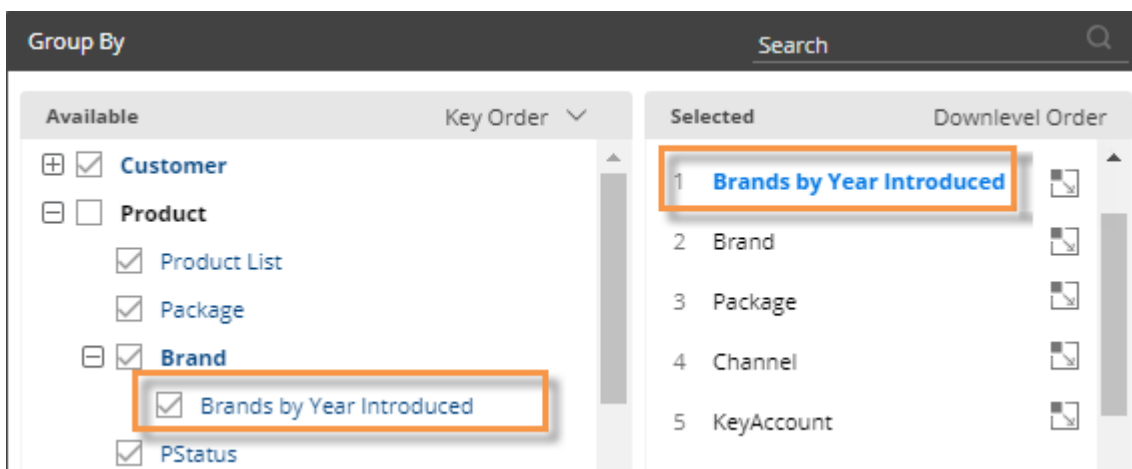 Group By
Search
Available
Key Order
Customer
Product
Product List
Package
Brand
Brands by Year Introduced
PStatus
Selected
Downlevel Order
1 Brands by Year Introduced
2 Brand
3 Package
4 Channel
5 KeyAccount